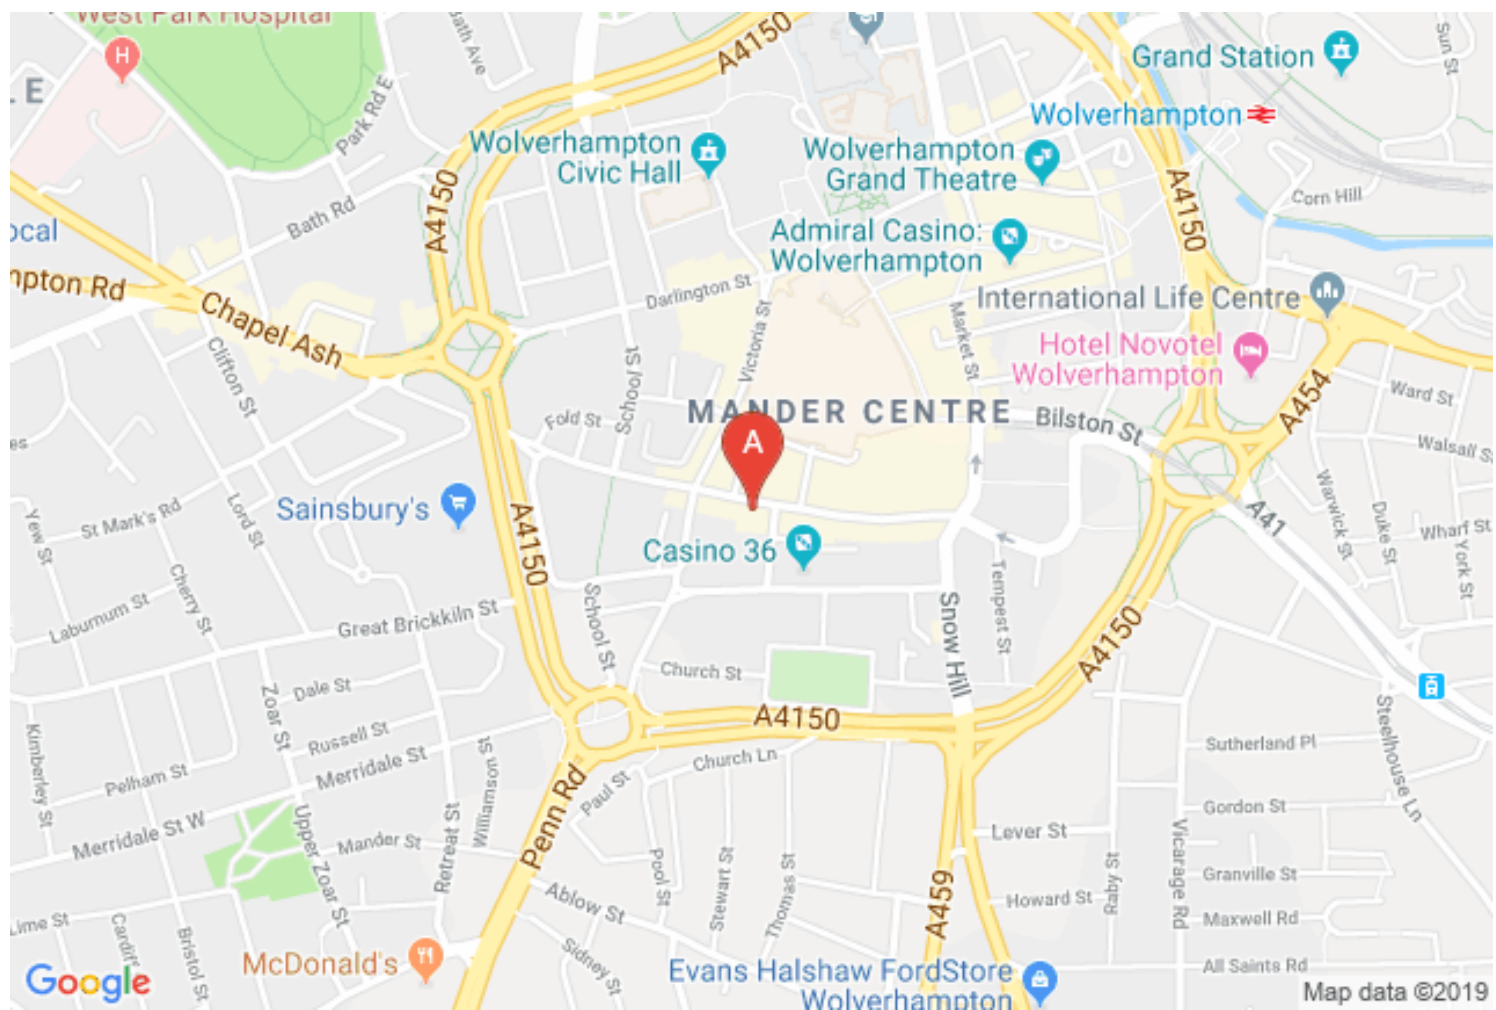 West Park Hospital
H
Bath Ave
A4150
Grand Station
Sun St
LE
Park Rd E
Wolverhampton
Wolverhampton
Civic Hall
Wolverhampton
Grand Theatre
A4150
A4150
Corn Hill
Bath Rd
ocal
Admiral Casino:
Wolverhampton
mpton Rd
Chapel Ash
Darlington St
International Life Centre
Victoria St
Market St
Hotel Novotel
Wolverhampton
Clifton St
School St
Fold St
MANDER CENTRE
Bilston St
A454
Ward St
Walsall S
es
A
Sainsbury's
St Mark's Rd
Lord St
Yew St
A4150
Casino 36
A41
Warwick St
Duke St
Wharf St
York St
Laburnum St
Cherry St
Great Brickkiln St
School St
Tempest St
Snow Hill
A4150
Church St
Dale St
Zoar St
A4150
Steelhouse Ln
Kimberley St
Russell St
Pelham St
Merridale St
Williamson St
Church Ln
Sutherland Pl
Penn Rd
Paul St
Merridale St W
Upper Zoar St
Mander St
Retreat St
Gordon St
Lever St
Vicarage Rd
Pool St
Stewart St
Thomas St
Raby St
Granville St
Ablow St
A459
Howard St
Maxwell Rd
Lime St
Bristol St
Sidney St
McDonald's
Evans Halshaw FordStore
Wolverhampton
All Saints Rd
Google
Map data ©2019